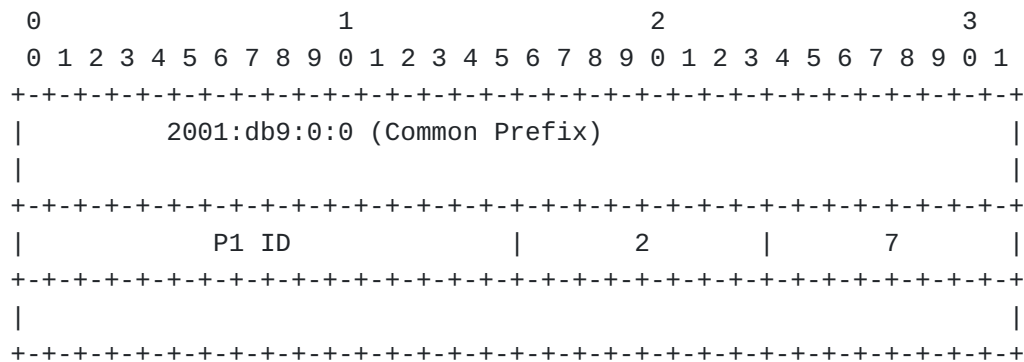 0                   1                   2                   3
 0 1 2 3 4 5 6 7 8 9 0 1 2 3 4 5 6 7 8 9 0 1 2 3 4 5 6 7 8 9 0 1
+-+-+-+-+-+-+-+-+-+-+-+-+-+-+-+-+-+-+-+-+-+-+-+-+-+-+-+-+-+-+-+-+
|         2001:db9:0:0 (Common Prefix)                          |
|                                                               |
+-+-+-+-+-+-+-+-+-+-+-+-+-+-+-+-+-+-+-+-+-+-+-+-+-+-+-+-+-+-+-+-+
|            P1 ID              |       2       |       7       |
+-+-+-+-+-+-+-+-+-+-+-+-+-+-+-+-+-+-+-+-+-+-+-+-+-+-+-+-+-+-+-+-+
|                                                               |
+-+-+-+-+-+-+-+-+-+-+-+-+-+-+-+-+-+-+-+-+-+-+-+-+-+-+-+-+-+-+-+-+